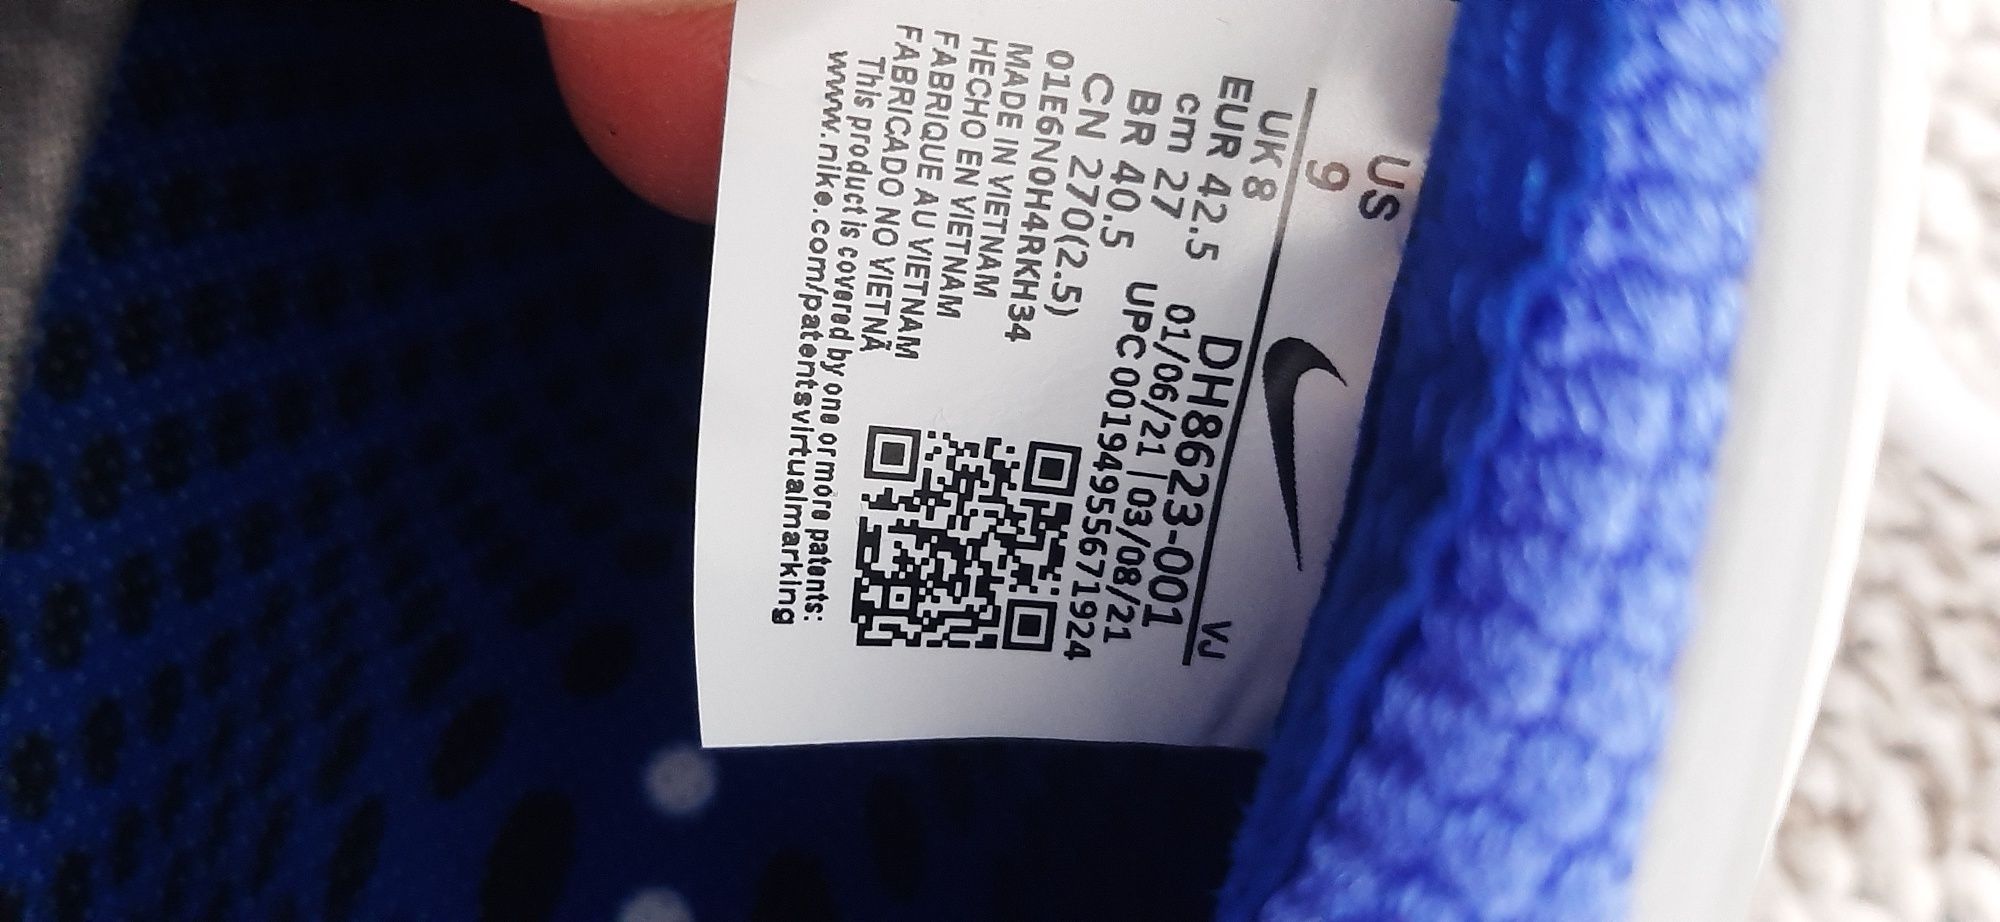 US
9
VJ
UK 8
EUR 42.5
cm 27
BR 40.5
CN 270(2.5)
DH8623-001
01/06/21 | 03/08/21
UPC 00194955671924
01E6N0H4RKH34
MADE IN VIETNAM
HECHO EN VIETNAM
FABRIQUE AU VIETNAM
FABRICADO NO VIETNÃ
This product is covered by one or more patents:
www.nike.com/patentsvirtualmarking